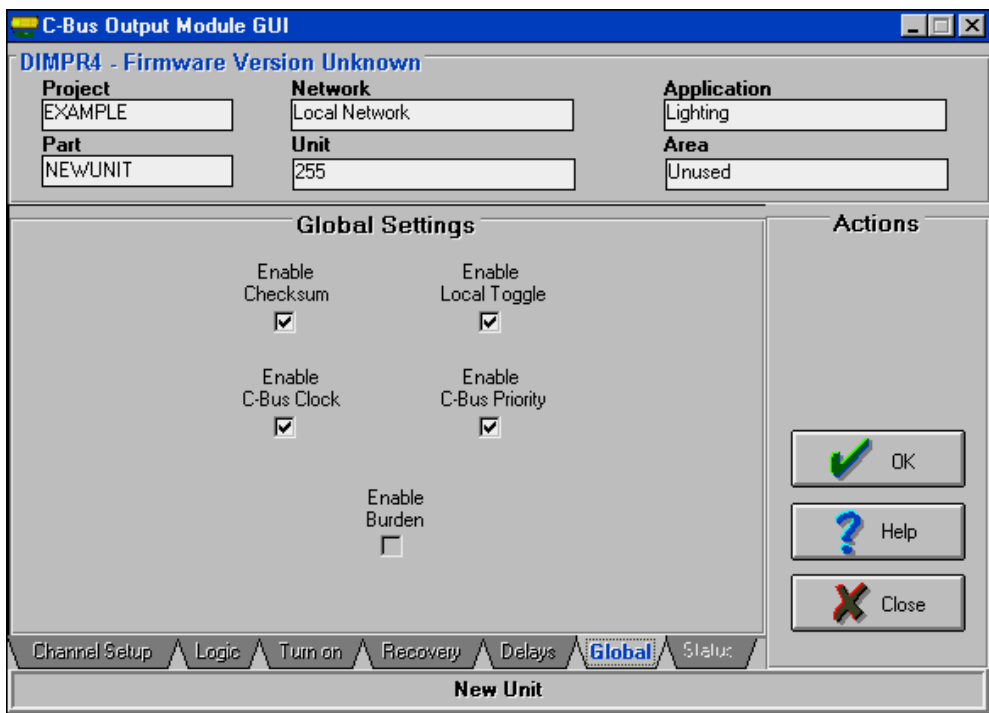 C-Bus Output Module GUI
DIMPR4 - Firmware Version Unknown
Project Network Application
EXAMPLE Local Network Lighting
Part Unit Area
NEWUNIT 255 Unused
Global Settings
Actions
Enable Checksum
Enable Local Toggle
Enable C-Bus Clock
Enable C-Bus Priority
Enable Burden
OK
Help
Close
Channel Setup Logic Turn on Recovery Delays Global Status
New Unit